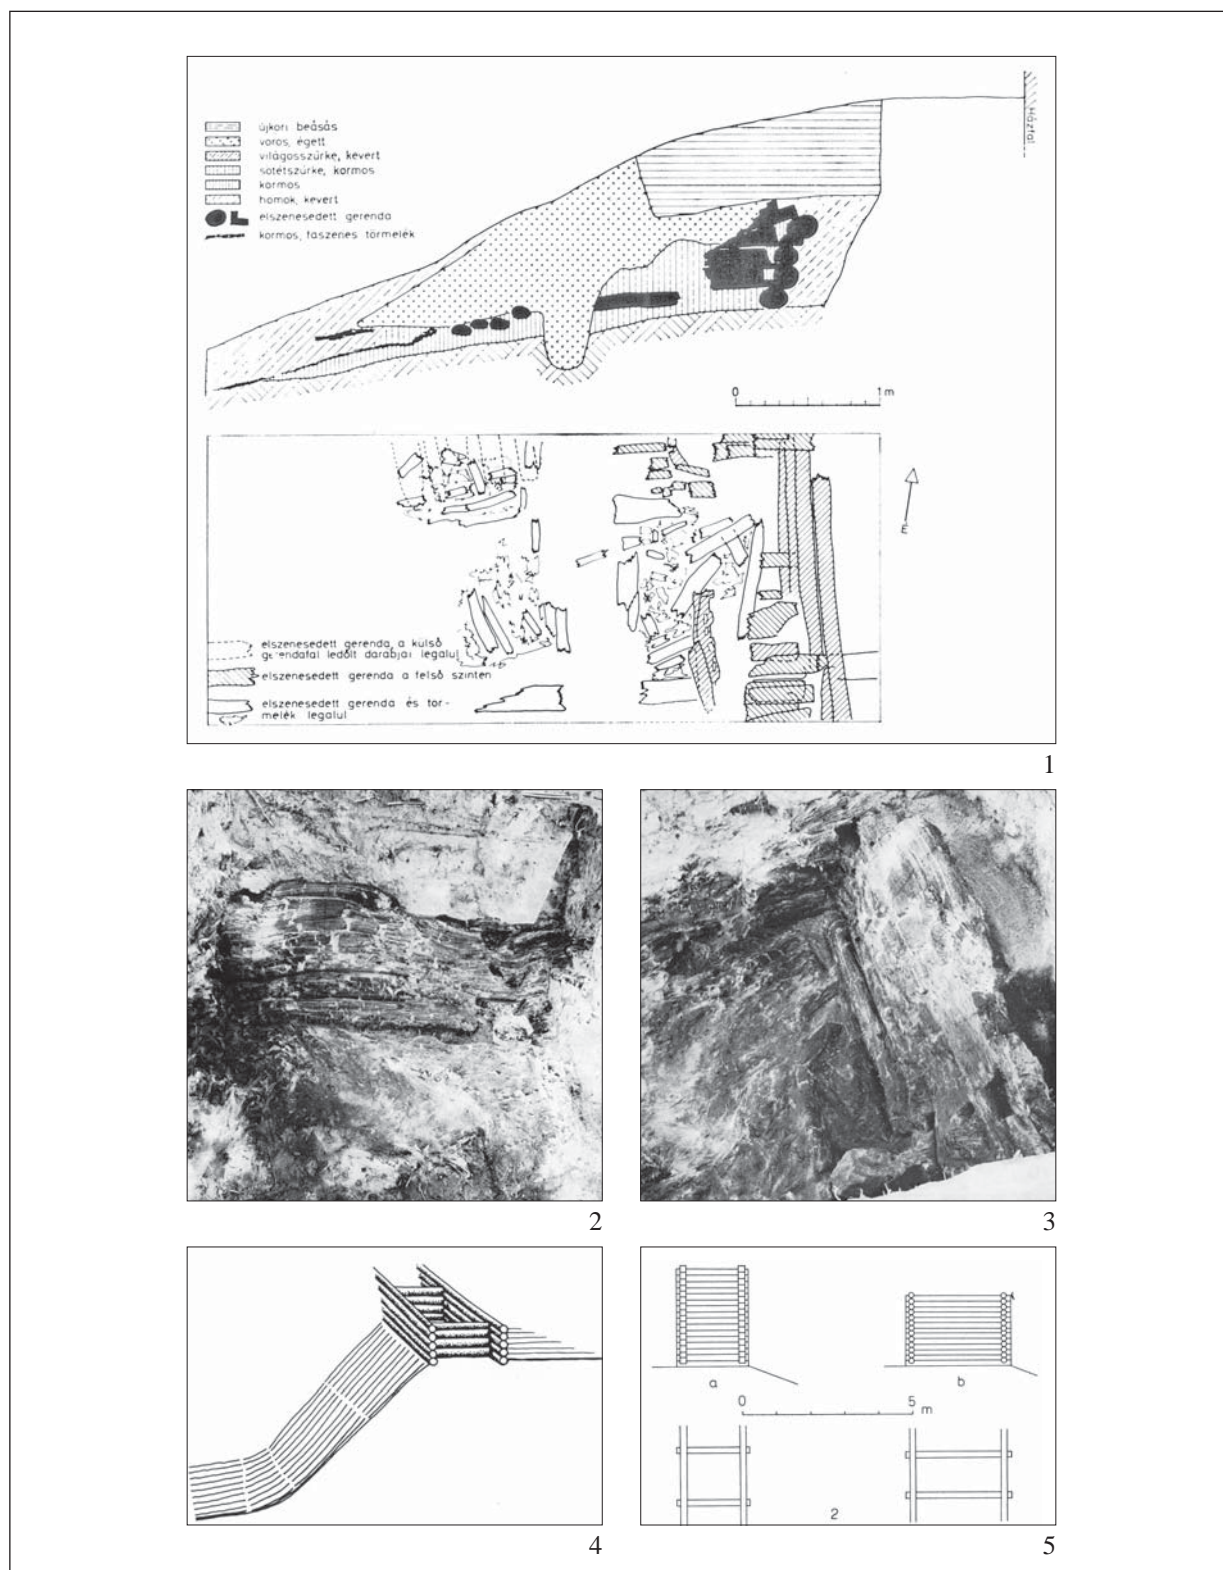 újkori beásás
vörös, égett
világosszürke, kevert
sötétszürke, kormos
kormos
homok, kevert
elszenesedett gerenda
kormos, faszenes törmelék
Házfal
0 1 m
É
elszenesedett gerenda, a külső
gerendafal ledőlt darabjai legalul
elszenesedett gerenda a felső szinten
elszenesedett gerenda és tör-
melék legalul
1
2
3
4
a
b
0 5 m
2
5